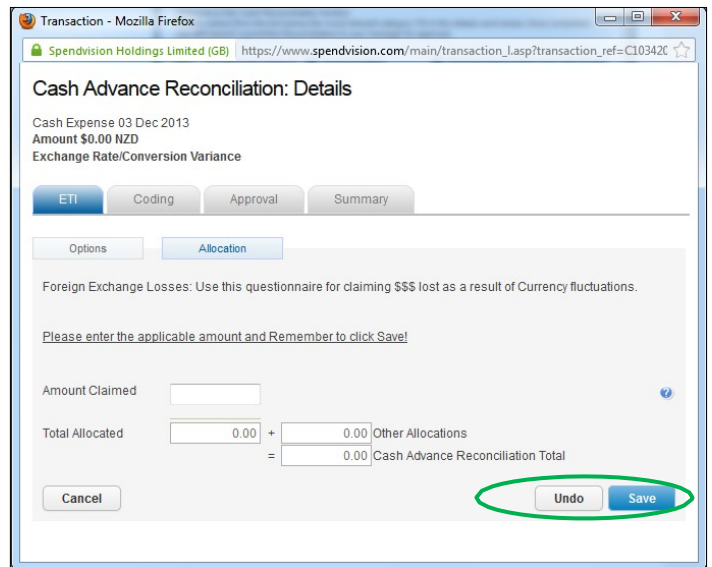 Transaction - Mozilla Firefox
Spendvision Holdings Limited (GB) https://www.spendvision.com/main/transaction_l.asp?transaction_ref=C103420
Cash Advance Reconciliation: Details
Cash Expense 03 Dec 2013
Amount $0.00 NZD
Exchange Rate/Conversion Variance
ETI Coding Approval Summary
Options Allocation
Foreign Exchange Losses: Use this questionnaire for claiming $$$ lost as a result of Currency fluctuations.
Please enter the applicable amount and Remember to click Save!
Amount Claimed
Total Allocated 0.00 + 0.00 Other Allocations
= 0.00 Cash Advance Reconciliation Total
Cancel Undo Save